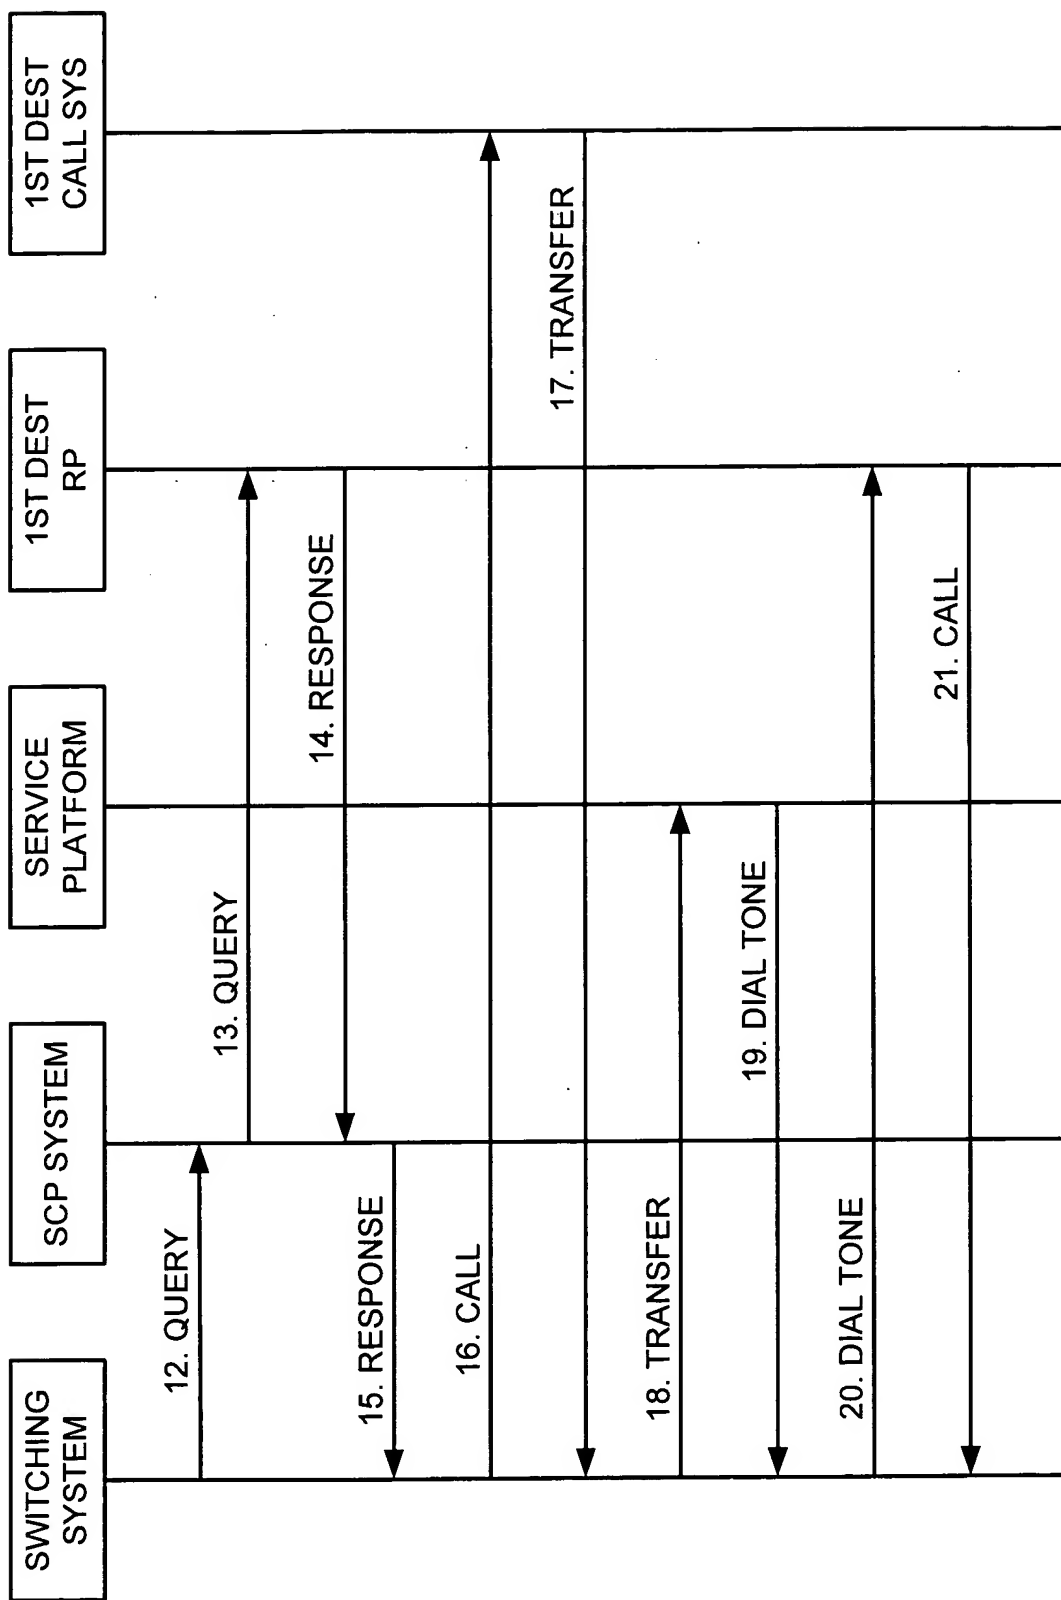 SWITCHING
SYSTEM
SCP SYSTEM
SERVICE
PLATFORM
1ST DEST
RP
1ST DEST
CALL SYS
12. QUERY
13. QUERY
14. RESPONSE
15. RESPONSE
16. CALL
17. TRANSFER
18. TRANSFER
19. DIAL TONE
20. DIAL TONE
21. CALL